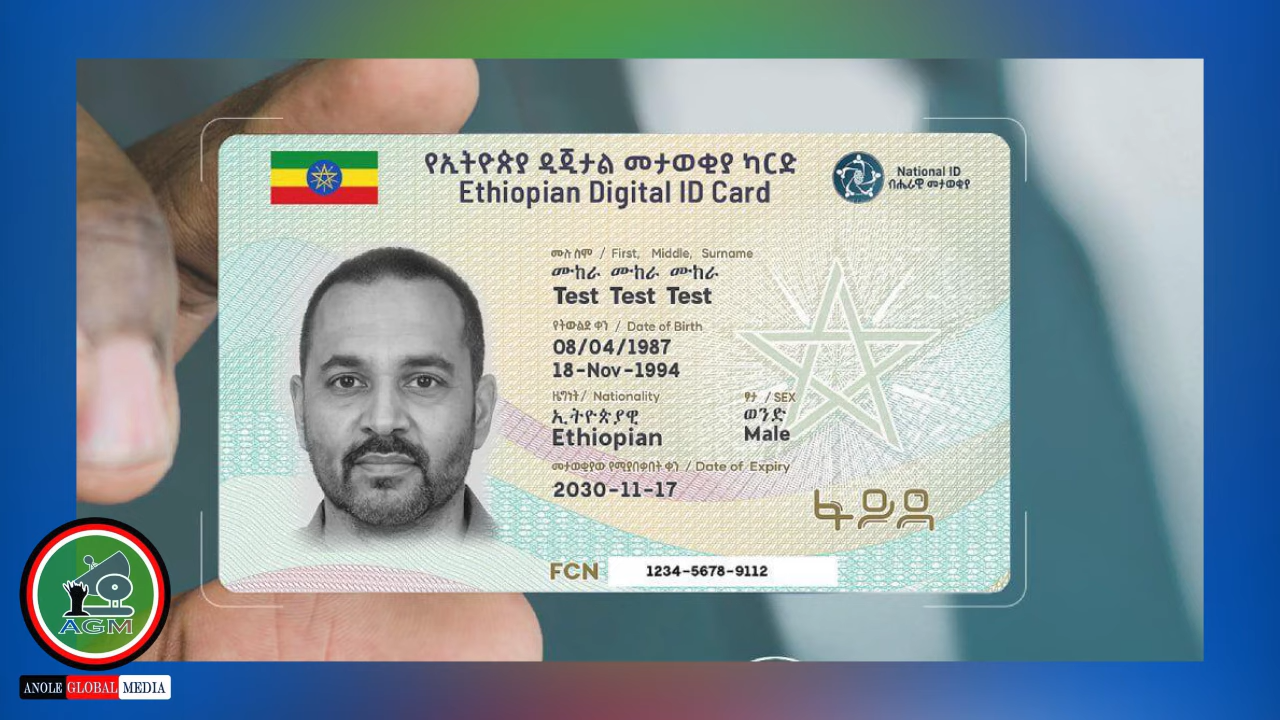 የኢትዮጵያ ዲጂታል መታወቂያ ካርድ
Ethiopian Digital ID Card
National ID
በሔራዊ መታወቂያ
ሙሉ ስም / First, Middle, Surname
ሙከራ ሙከራ ሙከራ
Test Test Test
የትውልድ ቀን / Date of Birth
08/04/1987
18-Nov-1994
ዜግነት / Nationality
ኢትዮጵያዊ
Ethiopian
ፆታ / SEX
ወንድ
Male
መታወቂያው የሚያበቃበት ቀን / Date of Expiry
2030-11-17
ፋይዳ
FCN 1234-5678-9112
AGM
ANOLE GLOBAL MEDIA